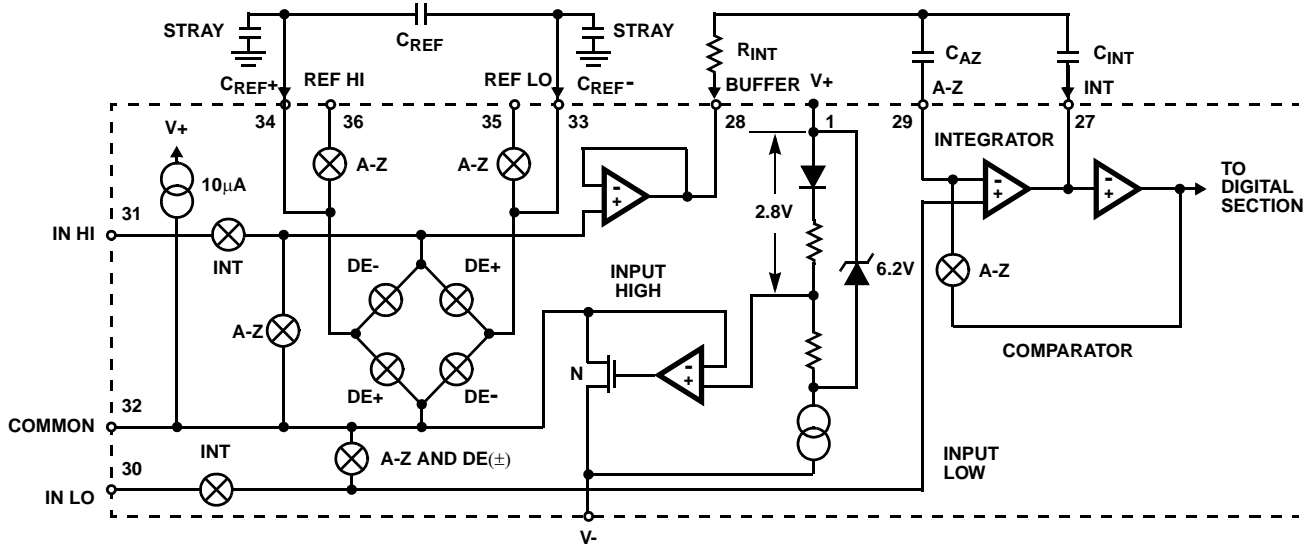 STRAY
CREF
STRAY
RINT
CAZ
CINT
CREF+
REF HI
REF LO
CREF-
BUFFER
V+
A-Z
INT
34
36
35
33
28
1
29
27
V+
10µA
A-Z
A-Z
INTEGRATOR
-
+
-
+
TO
DIGITAL
SECTION
31
IN HI
INT
2.8V
DE-
DE+
INPUT
HIGH
6.2V
A-Z
A-Z
COMPARATOR
DE+
DE-
N
-
+
32
COMMON
INT
A-Z AND DE(±)
INPUT
LOW
30
IN LO
V-